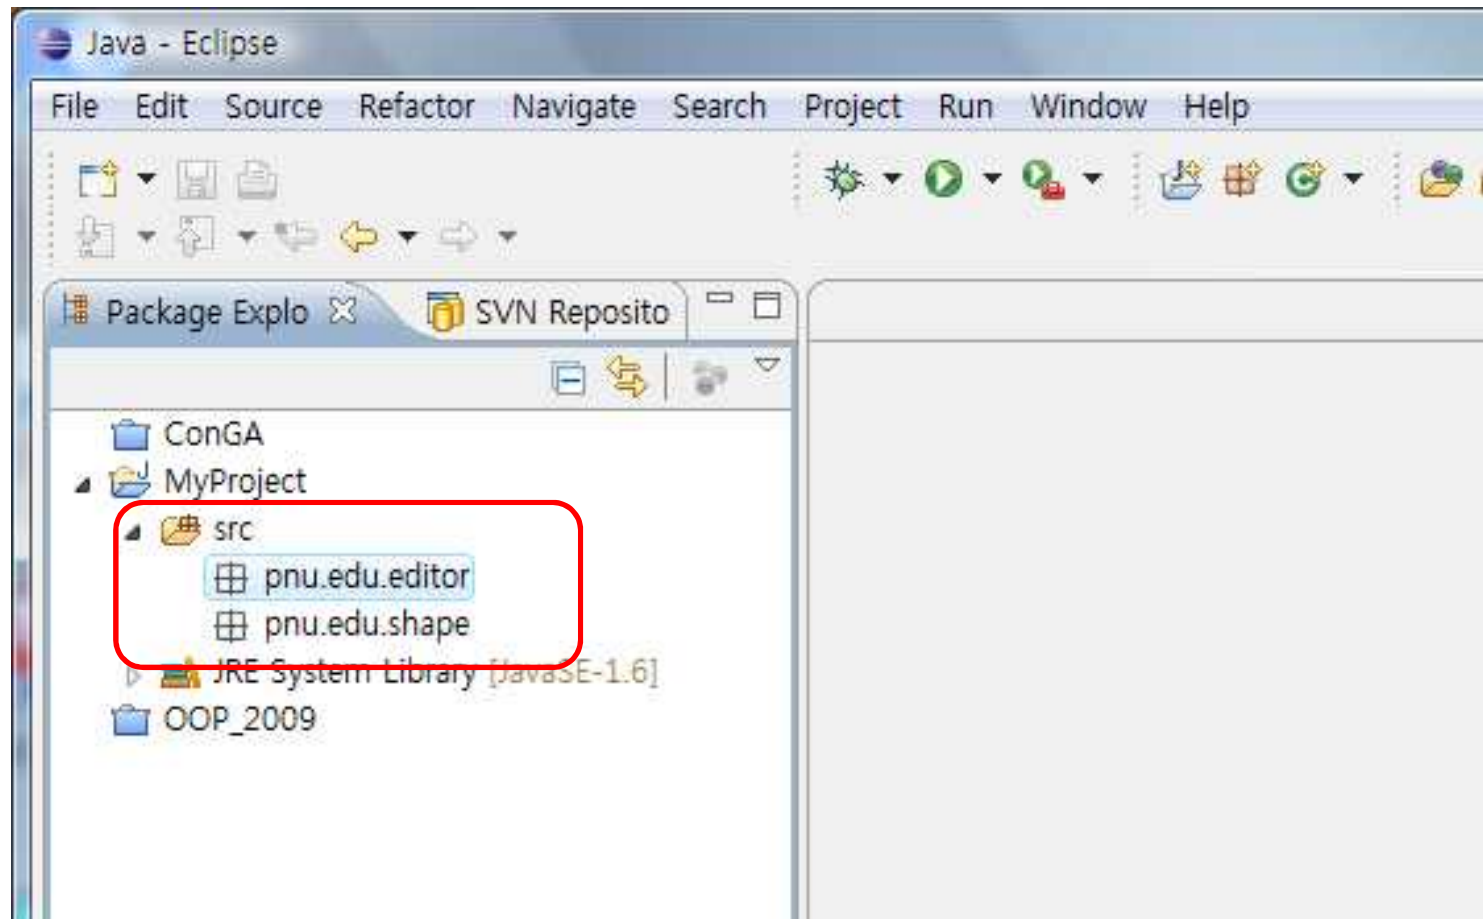 Java - Eclipse
File Edit Source Refactor Navigate Search Project Run Window Help
Package Explo SVN Reposito
ConGA
MyProject
src
pnu.edu.editor
pnu.edu.shape
JRE System Library [JavaSE-1.6]
OOP_2009